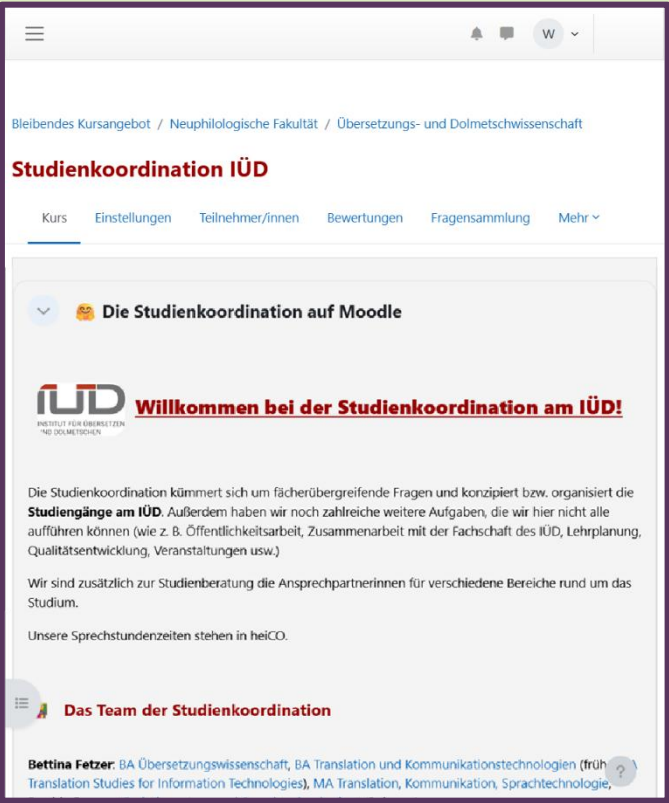 W
Bleibendes Kursangebot / Neuphilologische Fakultät / Übersetzungs- und Dolmetschwissenschaft
Studienkoordination IÜD
Kurs Einstellungen Teilnehmer/innen Bewertungen Fragensammlung Mehr
Die Studienkoordination auf Moodle
IÜD
INSTITUT FÜR ÜBERSETZEN
UND DOLMETSCHEN
Willkommen bei der Studienkoordination am IÜD!
Die Studienkoordination kümmert sich um fächerübergreifende Fragen und konzipiert bzw. organisiert die
Studiengänge am IÜD. Außerdem haben wir noch zahlreiche weitere Aufgaben, die wir hier nicht alle
aufführen können (wie z. B. Öffentlichkeitsarbeit, Zusammenarbeit mit der Fachschaft des IÜD, Lehrplanung,
Qualitätsentwicklung, Veranstaltungen usw.)
Wir sind zusätzlich zur Studienberatung die Ansprechpartnerinnen für verschiedene Bereiche rund um das
Studium.
Unsere Sprechstundenzeiten stehen in heiCO.
Das Team der Studienkoordination
Bettina Fetzer: BA Übersetzungswissenschaft, BA Translation und Kommunikationstechnologien (früh
?
Translation Studies for Information Technologies), MA Translation, Kommunikation, Sprachtechnologie,